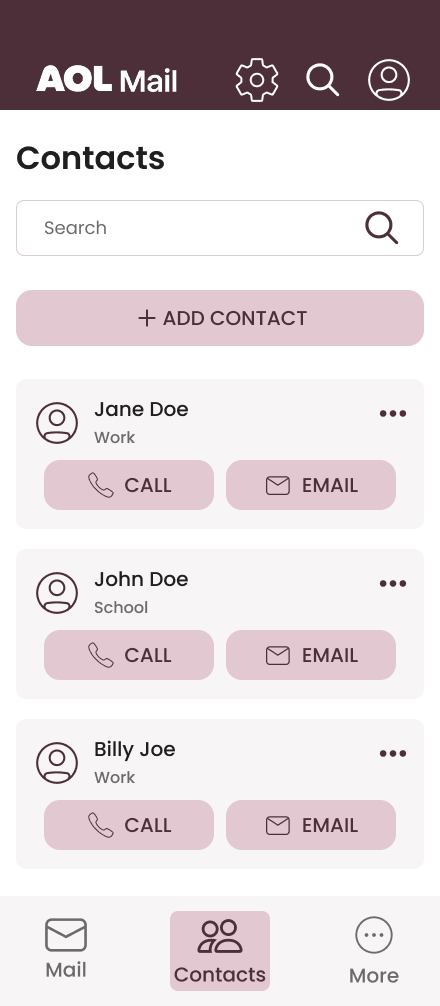 AOL Mail
Contacts
Search
+ ADD CONTACT
Jane Doe
Work
CALL
EMAIL
John Doe
School
CALL
EMAIL
Billy Joe
Work
CALL
EMAIL
Mail
Contacts
More